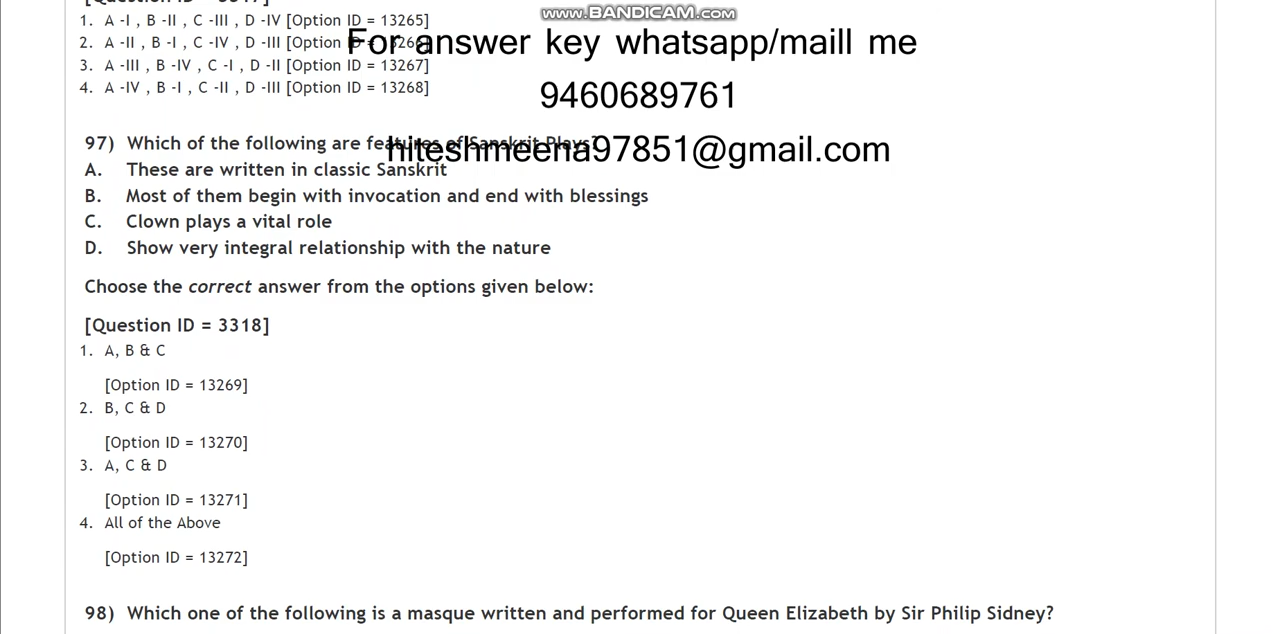 www.BANDICAM.com
1. A -I , B -II , C -III , D -IV [Option ID = 13265]
2. A -II , B -I , C -IV , D -III [Option
3. A -III , B -IV , C -I , D -II [Option ID = 13267]
4. A -IV , B -I , C -II , D -III [Option ID = 13268]
For answer key whatsapp/maill me
9460689761
hiteshmeena97851@gmail.com
97) Which of the following are features of Sanskrit Plays?
A. These are written in classic Sanskrit
B. Most of them begin with invocation and end with blessings
C. Clown plays a vital role
D. Show very integral relationship with the nature
Choose the correct answer from the options given below:
[Question ID = 3318]
1. A, B & C
[Option ID = 13269]
2. B, C & D
[Option ID = 13270]
3. A, C & D
[Option ID = 13271]
4. All of the Above
[Option ID = 13272]
98) Which one of the following is a masque written and performed for Queen Elizabeth by Sir Philip Sidney?